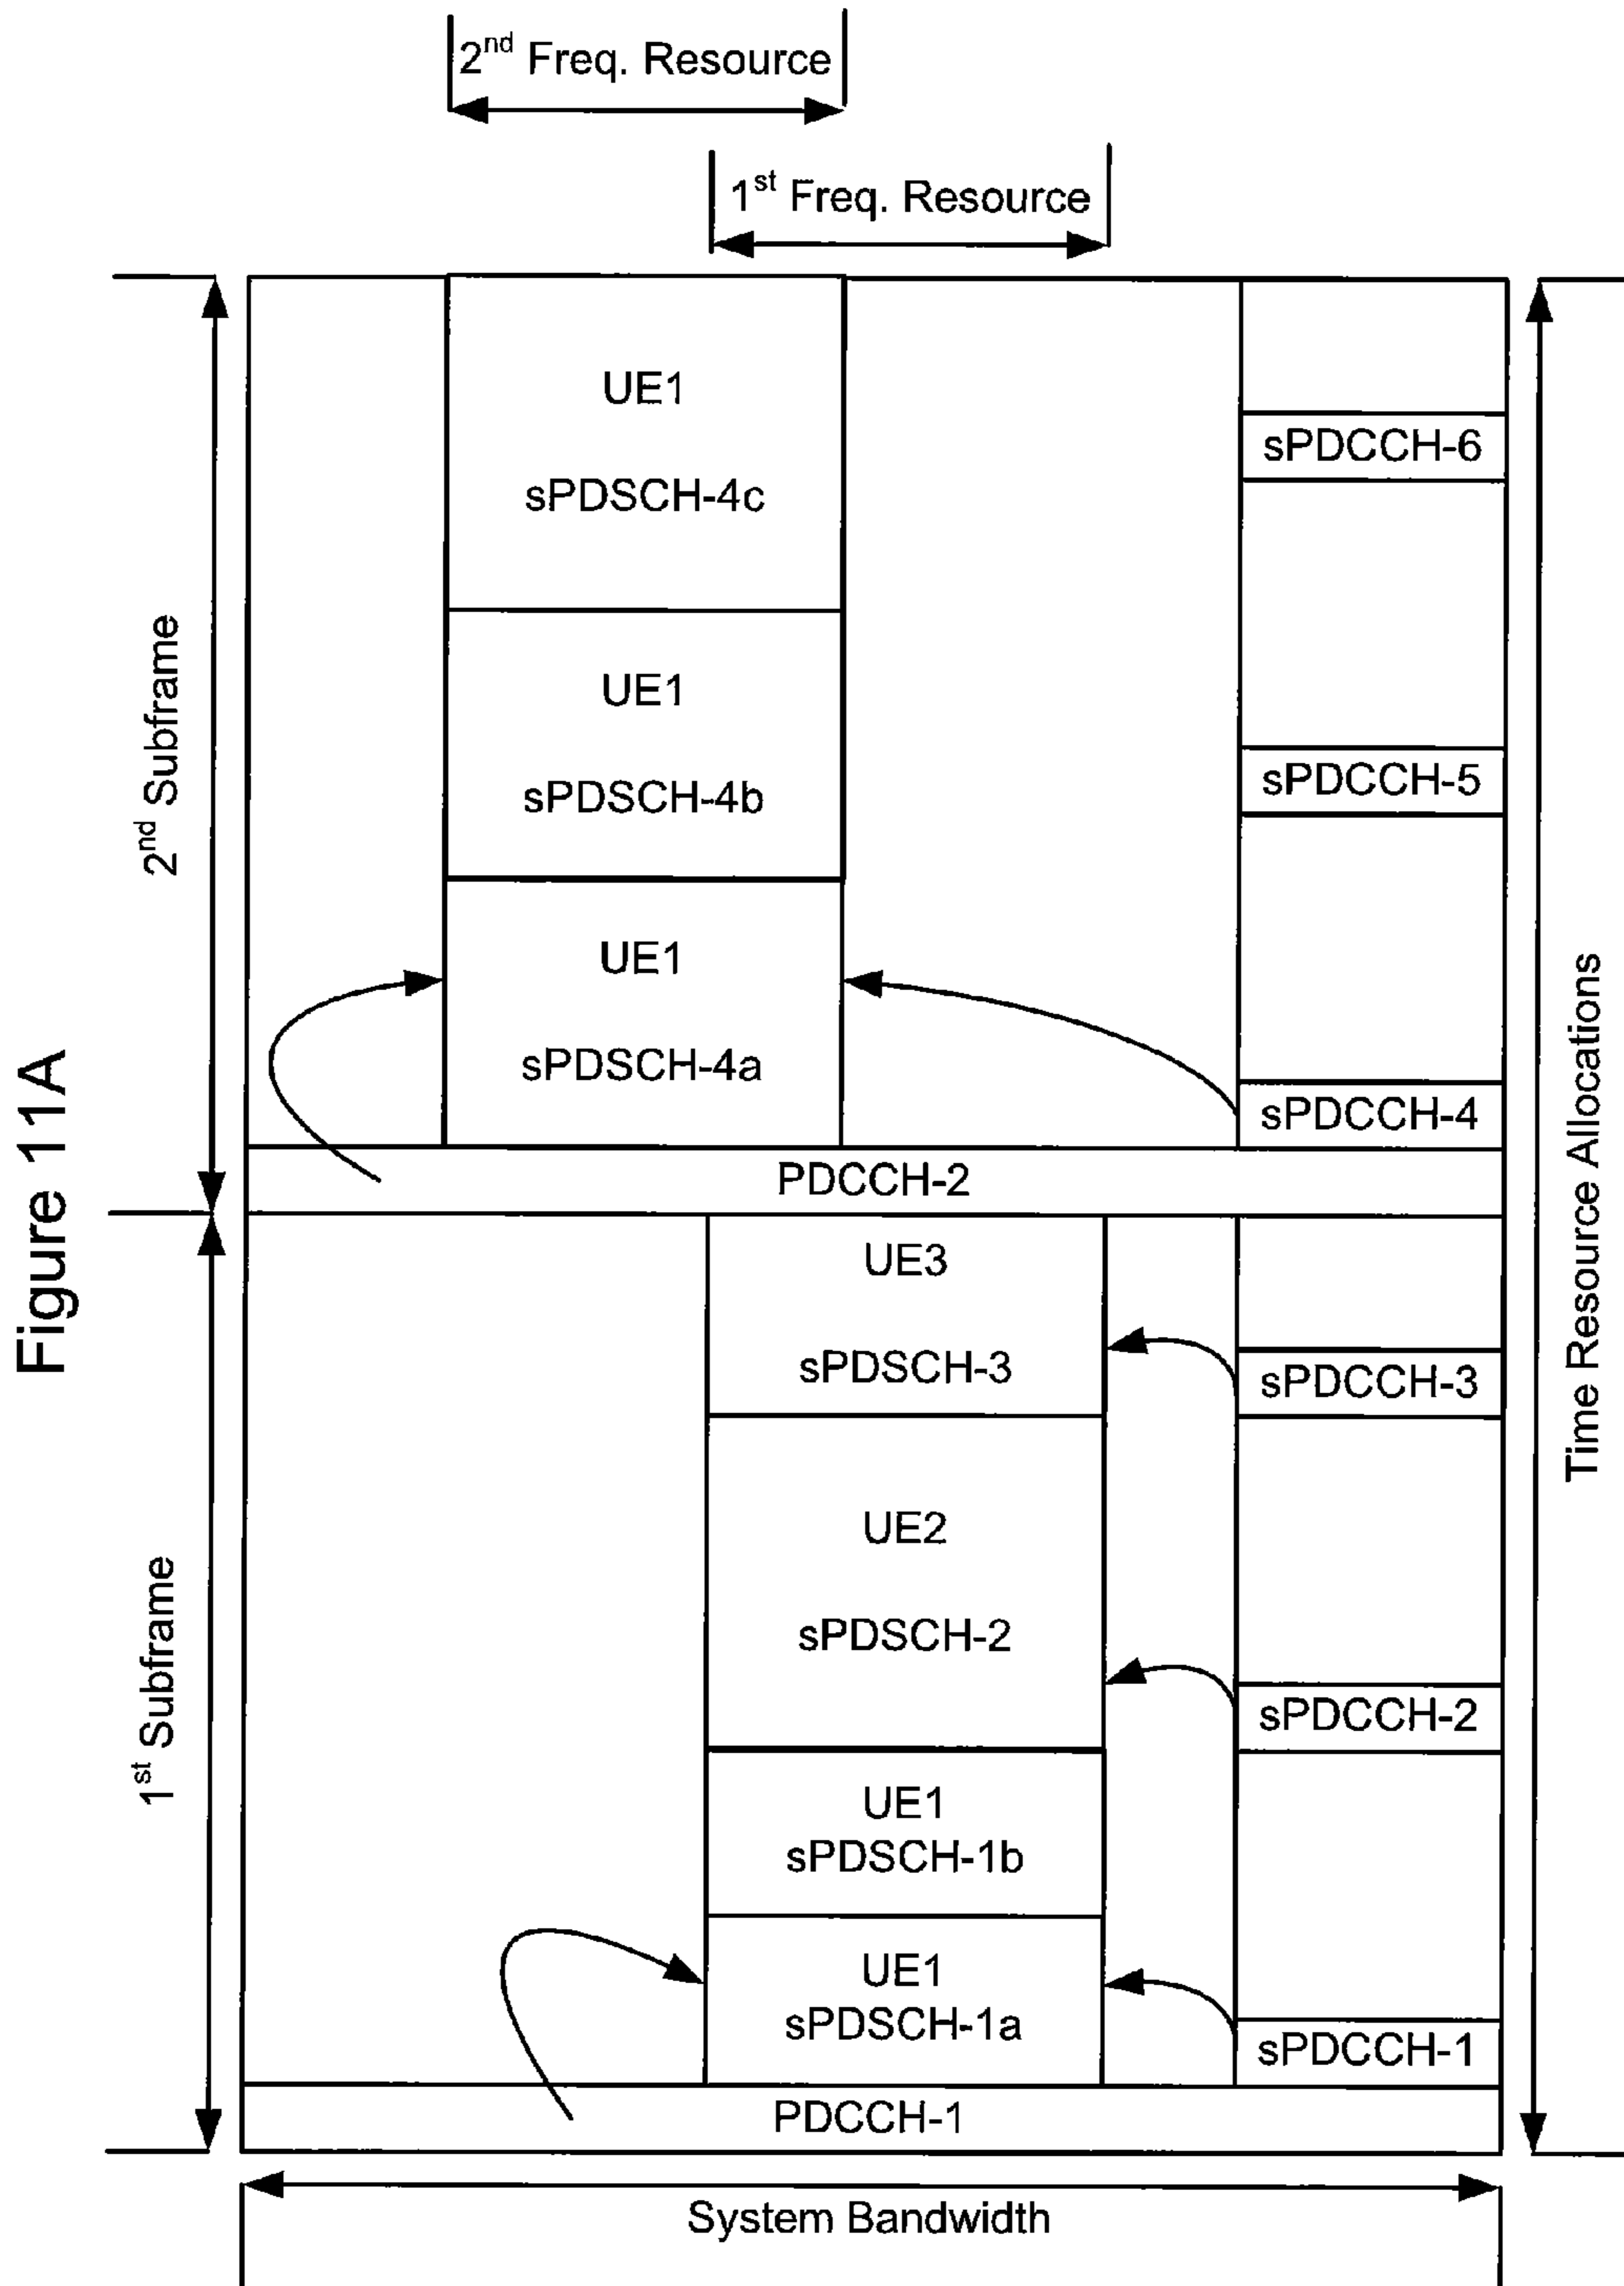 2nd Freq. Resource
1st Freq. Resource
UE1
sPDSCH-4c
sPDCCH-6
UE1
sPDSCH-4b
sPDCCH-5
UE1
sPDSCH-4a
sPDCCH-4
PDCCH-2
2nd Subframe
Figure 11A
Time Resource Allocations
UE3
sPDSCH-3
sPDCCH-3
UE2
sPDSCH-2
sPDCCH-2
1st Subframe
UE1
sPDSCH-1b
UE1
sPDSCH-1a
sPDCCH-1
PDCCH-1
System Bandwidth